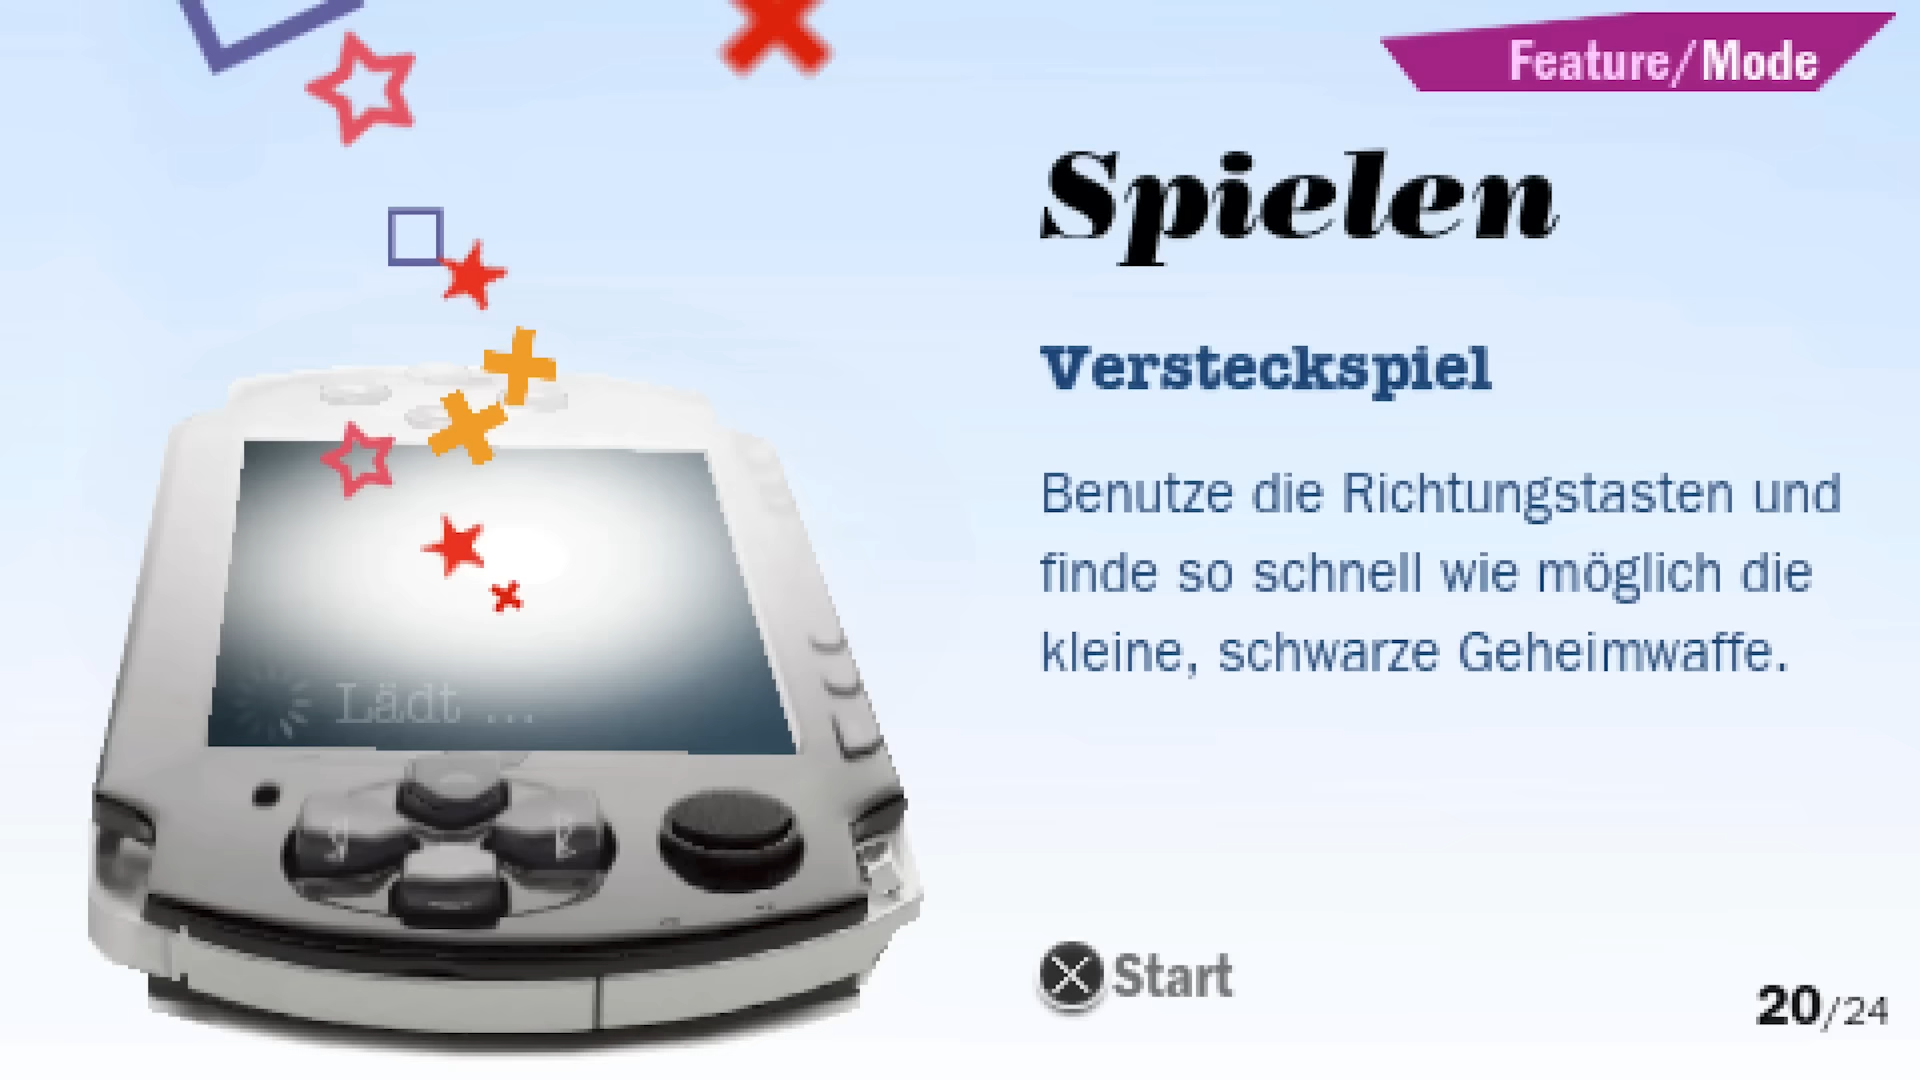 Feature/Mode
Spielen
Versteckspiel
Benutze die Richtungstasten und
finde so schnell wie möglich die
kleine, schwarze Geheimwaffe.
Lädt ...
Start
20/24